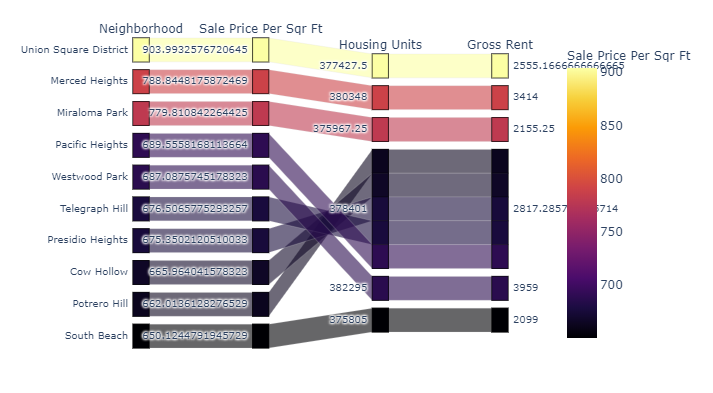 Neighborhood
Sale Price Per Sqr Ft
Housing Units
Gross Rent
Sale Price Per Sqr Ft
Union Square District
903.9932576720645
377427.5
2555.1666666666665
Merced Heights
788.8448175872469
380348
3414
Miraloma Park
779.810842264425
375967.25
2155.25
Pacific Heights
689.5558168113664
Westwood Park
687.0875745178323
Telegraph Hill
676.5065775293257
378401
2817.285714
Presidio Heights
675.3502120510033
Cow Hollow
665.964041578323
382295
3959
Potrero Hill
662.0136128276529
South Beach
650.1244791945729
375805
2099
900
850
800
750
700